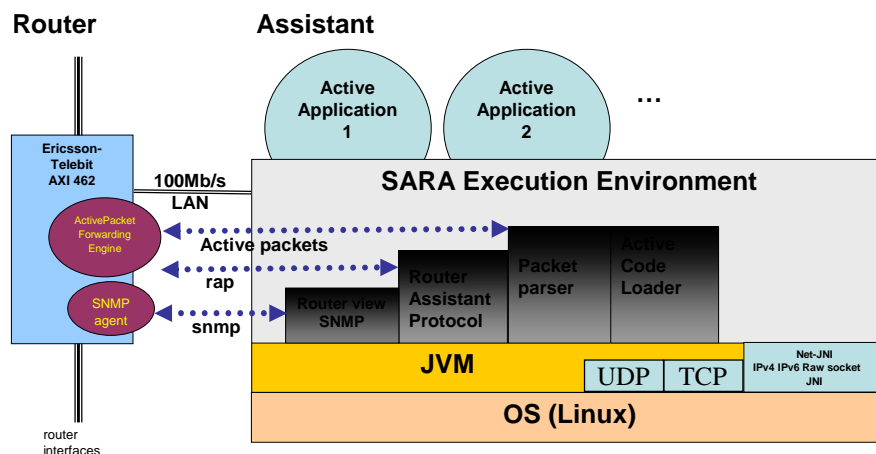 Router
Assistant
Active
Application
1
Active
Application
2
...
Ericsson-
Telebit
AXI 462
100Mb/s
LAN
SARA Execution Environment
ActivePacket
Forwarding
Engine
Active packets
rap
SNMP
agent
snmp
Router view
SNMP
Router
Assistant
Protocol
Packet
parser
Active
Code
Loader
JVM
UDP
TCP
Net-JNI
IPv4 IPv6 Raw socket
JNI
OS (Linux)
router
interfaces